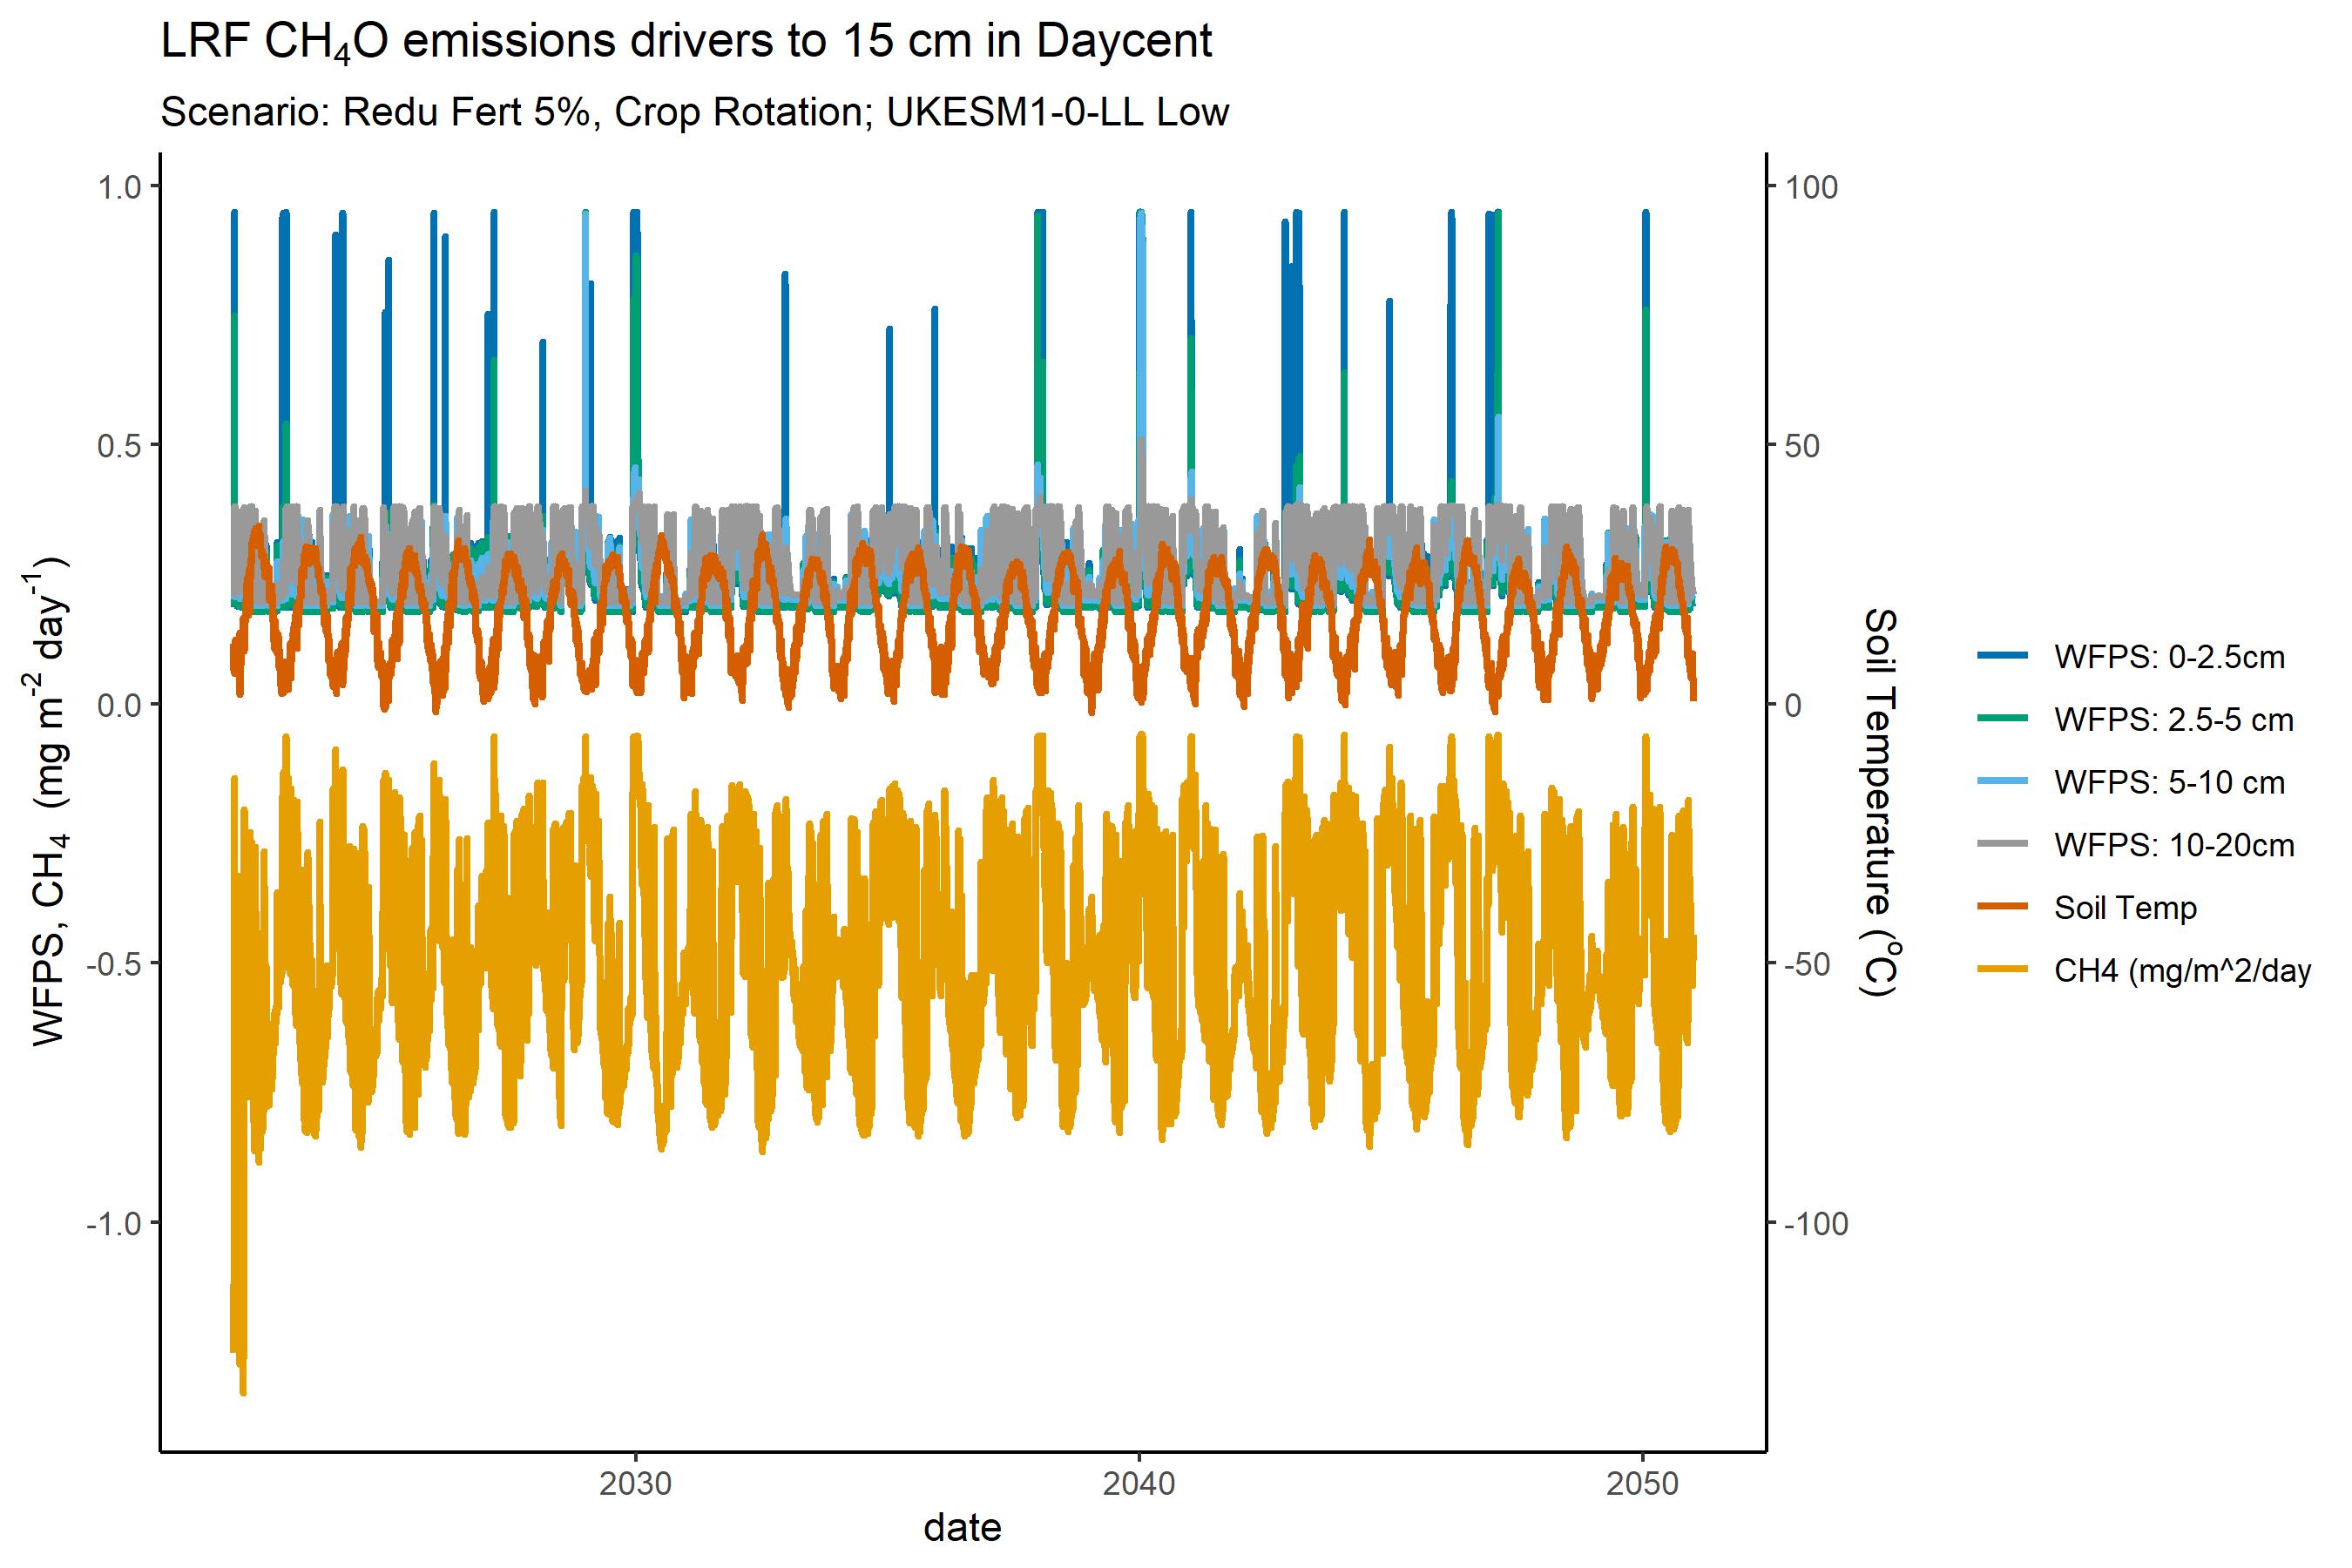 LRF CH₄O emissions drivers to 15 cm in Daycent
Scenario: Redu Fert 5%, Crop Rotation; UKESM1-0-LL Low
WFPS, CH₄ (mg m⁻² day⁻¹)
1.0
0.5
0.0
-0.5
-1.0
100
50
0
-50
-100
Soil Temperature (°C)
2030
2040
2050
date
WFPS: 0-2.5cm
WFPS: 2.5-5 cm
WFPS: 5-10 cm
WFPS: 10-20cm
Soil Temp
CH4 (mg/m^2/day